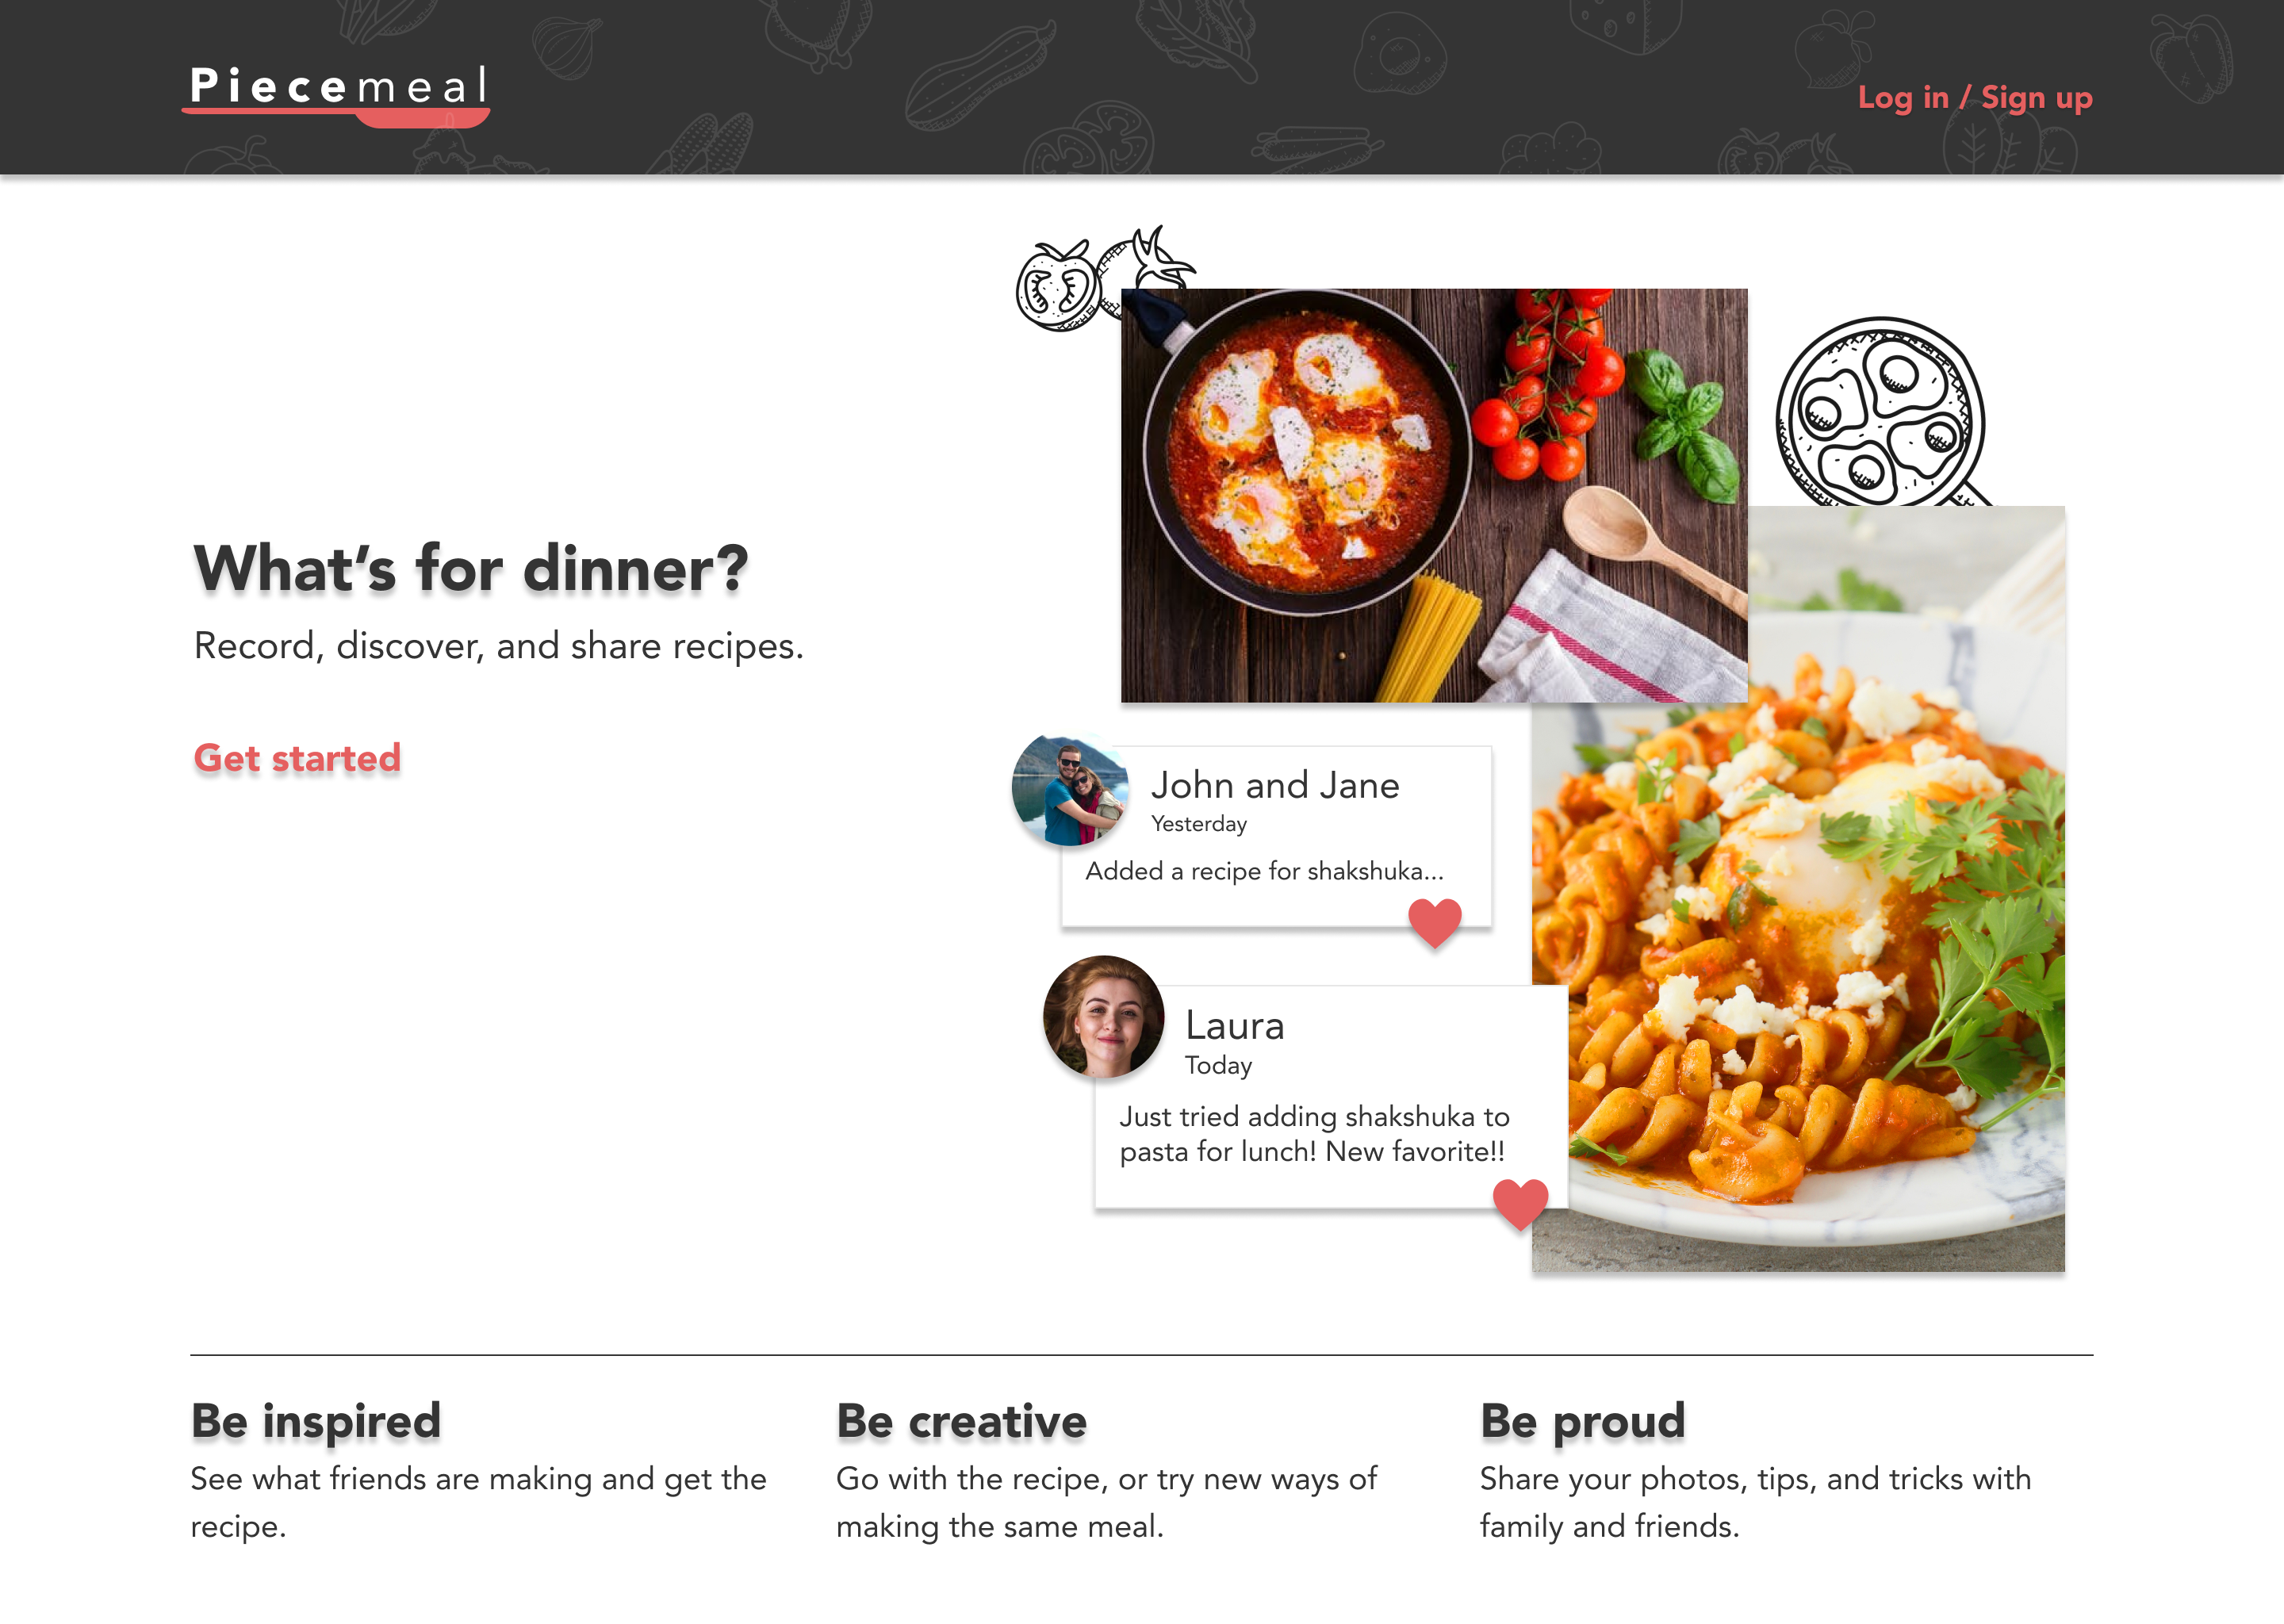 Piecemeal
Log in / Sign up
What’s for dinner?
Record, discover, and share recipes.
Get started
John and Jane
Yesterday
Added a recipe for shakshuka...
Laura
Today
Just tried adding shakshuka to
pasta for lunch! New favorite!!
Be inspired
See what friends are making and get the
recipe.
Be creative
Go with the recipe, or try new ways of
making the same meal.
Be proud
Share your photos, tips, and tricks with
family and friends.